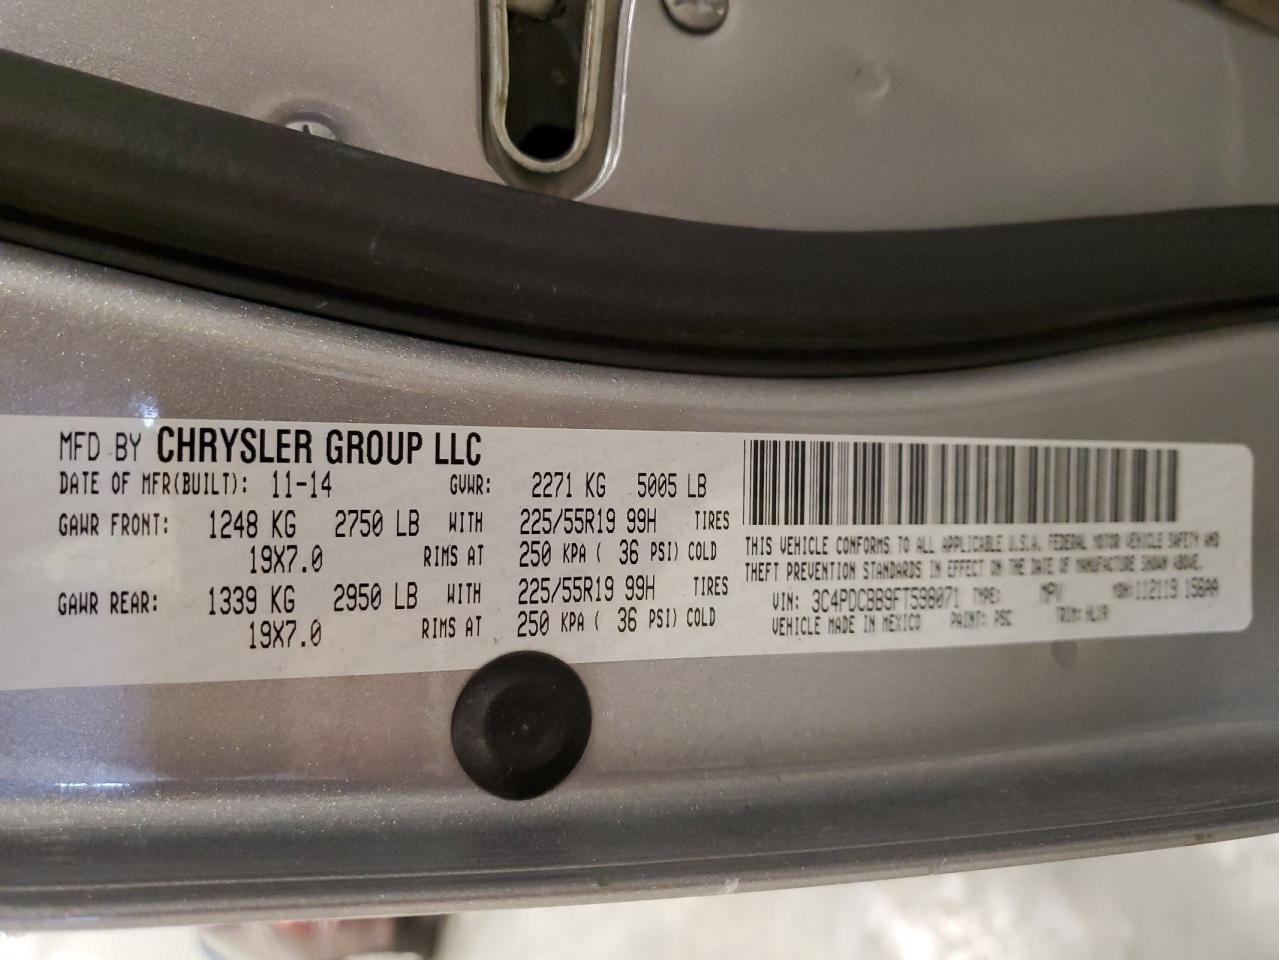 MFD BY CHRYSLER GROUP LLC
DATE OF MFR(BUILT): 11-14 GVWR: 2271 KG 5005 LB
GAWR FRONT: 1248 KG 2750 LB WITH 225/55R19 99H TIRES
19X7.0 RIMS AT 250 KPA ( 36 PSI) COLD
GAWR REAR: 1339 KG 2950 LB WITH 225/55R19 99H TIRES
19X7.0 RIMS AT 250 KPA ( 36 PSI) COLD
THIS VEHICLE CONFORMS TO ALL APPLICABLE U.S.A. FEDERAL MOTOR VEHICLE SAFETY AND
THEFT PREVENTION STANDARDS IN EFFECT ON THE DATE OF MANUFACTURE SHOWN ABOVE.
VIN: 3C4PDCBB9FT598071 TYPE: MPV MDH: 112119 156AA
VEHICLE MADE IN MEXICO PAINT: PSC TRIM: